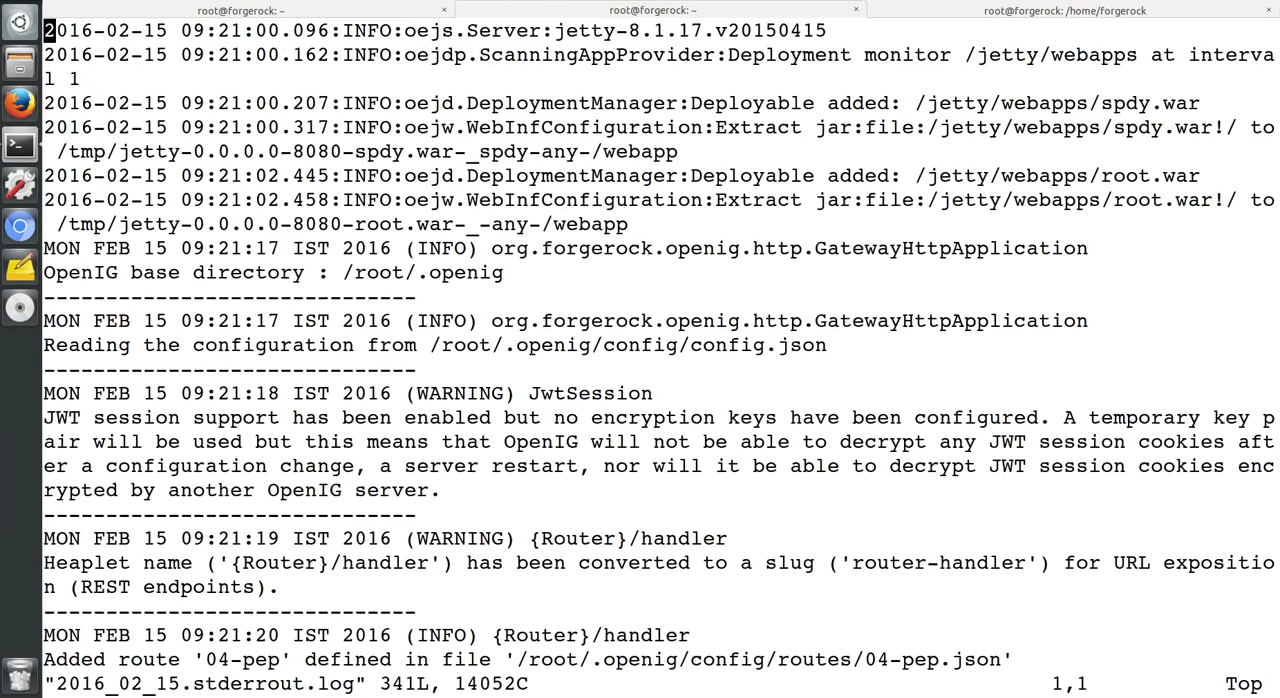 root@forgerock: ~ × root@forgerock: ~ × root@forgerock: /home/forgerock ×
2016-02-15 09:21:00.096:INFO:oejs.Server:jetty-8.1.17.v20150415
2016-02-15 09:21:00.162:INFO:oejdp.ScanningAppProvider:Deployment monitor /jetty/webapps at interva
l 1
2016-02-15 09:21:00.207:INFO:oejd.DeploymentManager:Deployable added: /jetty/webapps/spdy.war
2016-02-15 09:21:00.317:INFO:oejw.WebInfConfiguration:Extract jar:file:/jetty/webapps/spdy.war!/ to
 /tmp/jetty-0.0.0.0-8080-spdy.war-_spdy-any-/webapp
2016-02-15 09:21:02.445:INFO:oejd.DeploymentManager:Deployable added: /jetty/webapps/root.war
2016-02-15 09:21:02.458:INFO:oejw.WebInfConfiguration:Extract jar:file:/jetty/webapps/root.war!/ to
 /tmp/jetty-0.0.0.0-8080-root.war-_-any-/webapp
MON FEB 15 09:21:17 IST 2016 (INFO) org.forgerock.openig.http.GatewayHttpApplication
OpenIG base directory : /root/.openig
------------------------------
MON FEB 15 09:21:17 IST 2016 (INFO) org.forgerock.openig.http.GatewayHttpApplication
Reading the configuration from /root/.openig/config/config.json
------------------------------
MON FEB 15 09:21:18 IST 2016 (WARNING) JwtSession
JWT session support has been enabled but no encryption keys have been configured. A temporary key p
air will be used but this means that OpenIG will not be able to decrypt any JWT session cookies aft
er a configuration change, a server restart, nor will it be able to decrypt JWT session cookies enc
rypted by another OpenIG server.
------------------------------
MON FEB 15 09:21:19 IST 2016 (WARNING) {Router}/handler
Heaplet name ('{Router}/handler') has been converted to a slug ('router-handler') for URL expositio
n (REST endpoints).
------------------------------
MON FEB 15 09:21:20 IST 2016 (INFO) {Router}/handler
Added route '04-pep' defined in file '/root/.openig/config/routes/04-pep.json'
"2016_02_15.stderrout.log" 341L, 14052C 1,1 Top